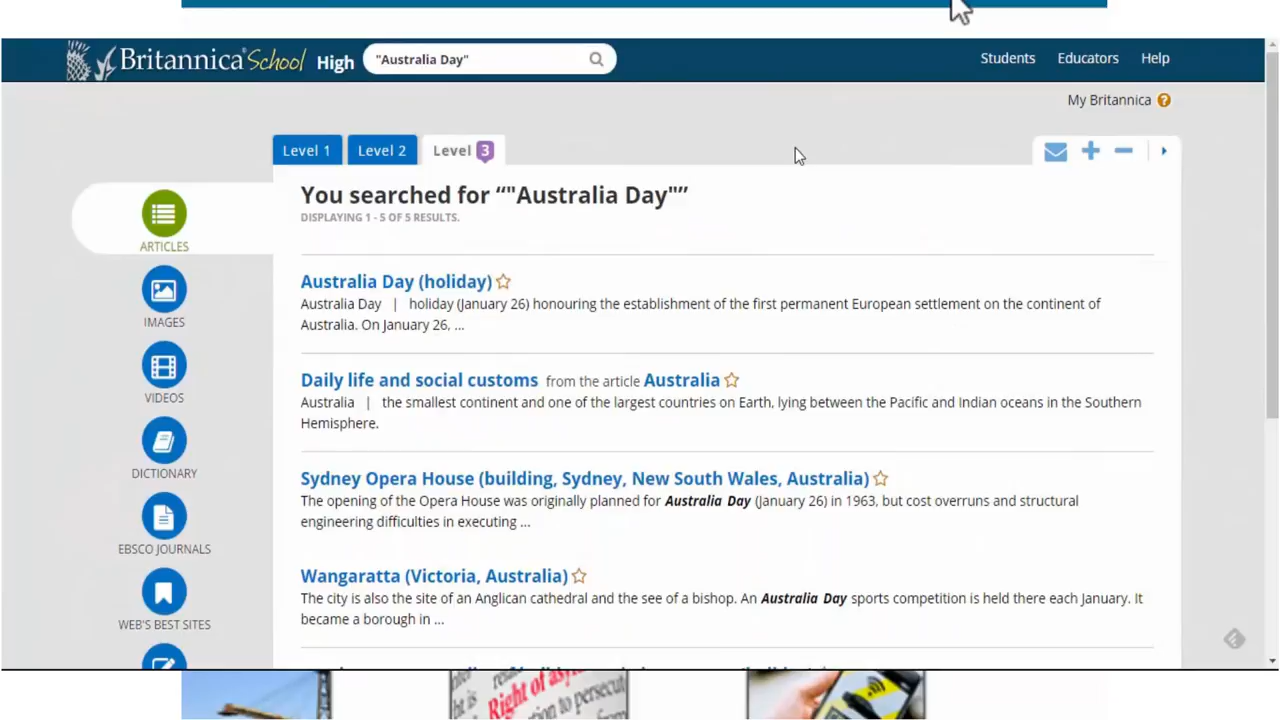 Britannica School High "Australia Day"
Students Educators Help
My Britannica ?
Level 1 Level 2 Level 3
You searched for “"Australia Day"”
DISPLAYING 1 - 5 OF 5 RESULTS.
ARTICLES
Australia Day (holiday)
Australia Day | holiday (January 26) honouring the establishment of the first permanent European settlement on the continent of
Australia. On January 26, ...
IMAGES
Daily life and social customs from the article Australia
Australia | the smallest continent and one of the largest countries on Earth, lying between the Pacific and Indian oceans in the Southern
Hemisphere.
VIDEOS
DICTIONARY
Sydney Opera House (building, Sydney, New South Wales, Australia)
The opening of the Opera House was originally planned for Australia Day (January 26) in 1963, but cost overruns and structural
engineering difficulties in executing ...
EBSCO JOURNALS
Wangaratta (Victoria, Australia)
The city is also the site of an Anglican cathedral and the see of a bishop. An Australia Day sports competition is held there each January. It
became a borough in ...
WEB'S BEST SITES
Right of asylum
to persecut